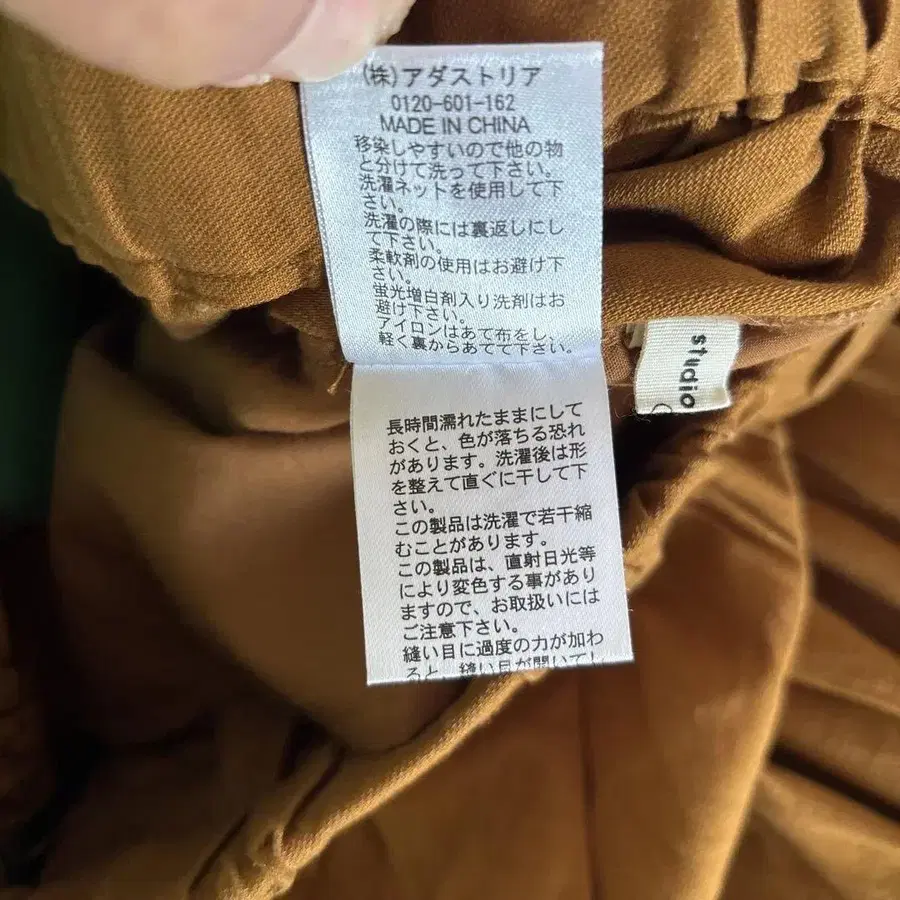 (株)アダストリア
0120-601-162
MADE IN CHINA
移染しやすいので他の物
と分けて洗って下さい。
洗濯ネットを使用して下
さい。
洗濯の際には裏返しにし
て下さい。
柔軟剤の使用はお避け下
さい。
蛍光増白剤入り洗剤はお
避け下さい。
アイロンはあて布をし、
軽く裏からあてて下さい。
長時間濡れたままにして
おくと、色が落ちる恐れ
があります。洗濯後は形
を整えて直ぐに干して下
さい。
この製品は洗濯で若干縮
むことがあります。
この製品は、直射日光等
により変色する事があり
ますので、お取扱いには
ご注意下さい。
縫い目に過度の力が加わ
ると、縫い目が開いてし
studio